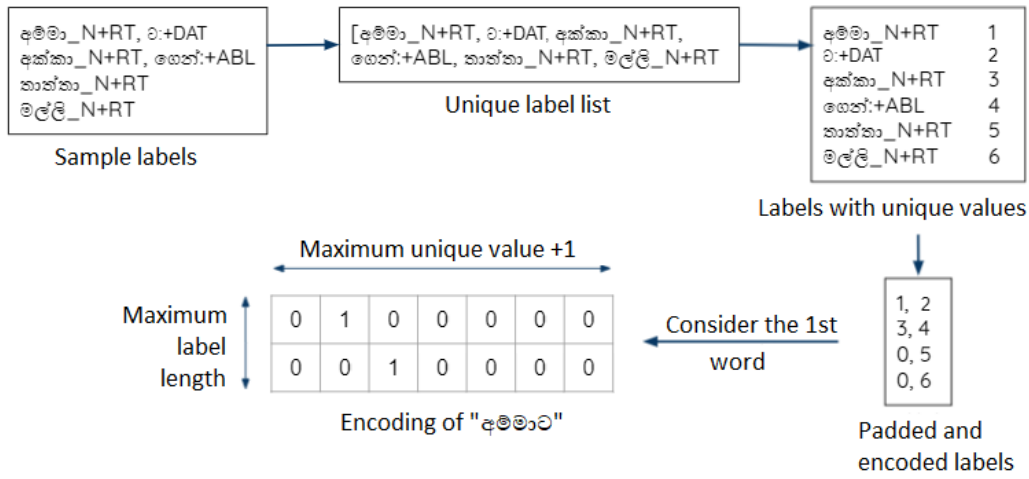 අම්මා_N+RT, ට:+DAT
අක්කා_N+RT, ගෙන්:+ABL
තාත්තා_N+RT
මල්ලි_N+RT
Sample labels
[අම්මා_N+RT, ට:+DAT, අක්කා_N+RT,
ගෙන්:+ABL, තාත්තා_N+RT, මල්ලි_N+RT
Unique label list
අම්මා_N+RT 1
ට:+DAT 2
අක්කා_N+RT 3
ගෙන්:+ABL 4
තාත්තා_N+RT 5
මල්ලි_N+RT 6
Labels with unique values
Maximum unique value +1
Maximum
label
length
0 1 0 0 0 0 0
0 0 1 0 0 0 0
Encoding of "අම්මාට"
Consider the 1st
word
1, 2
3, 4
0, 5
0, 6
Padded and
encoded labels